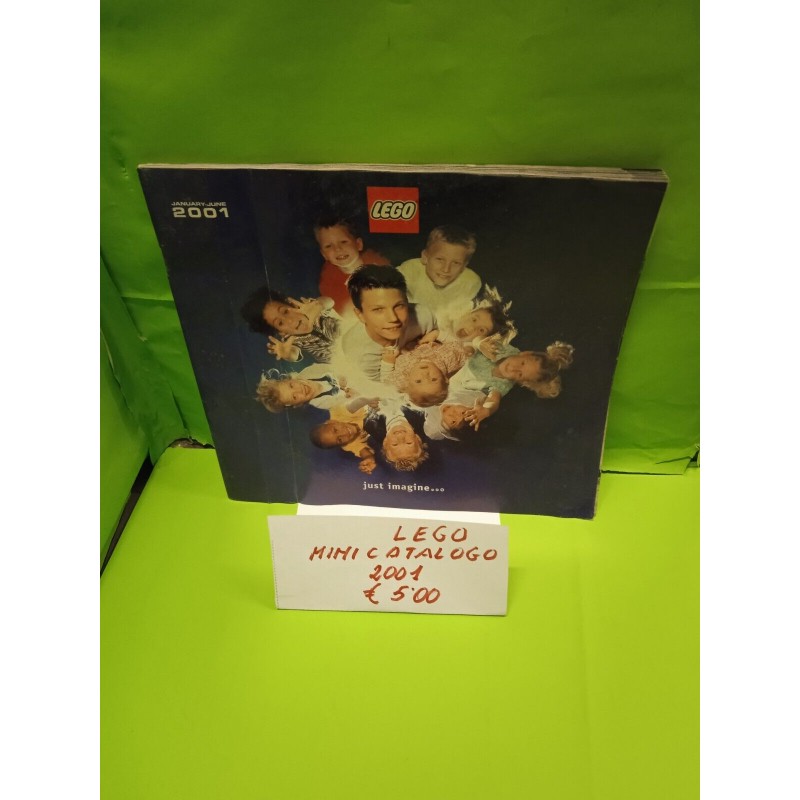 JANUARY-JUNE
2001
LEGO
just imagine...
LEGO
MINI CATALOGO
2001
€ 5.00